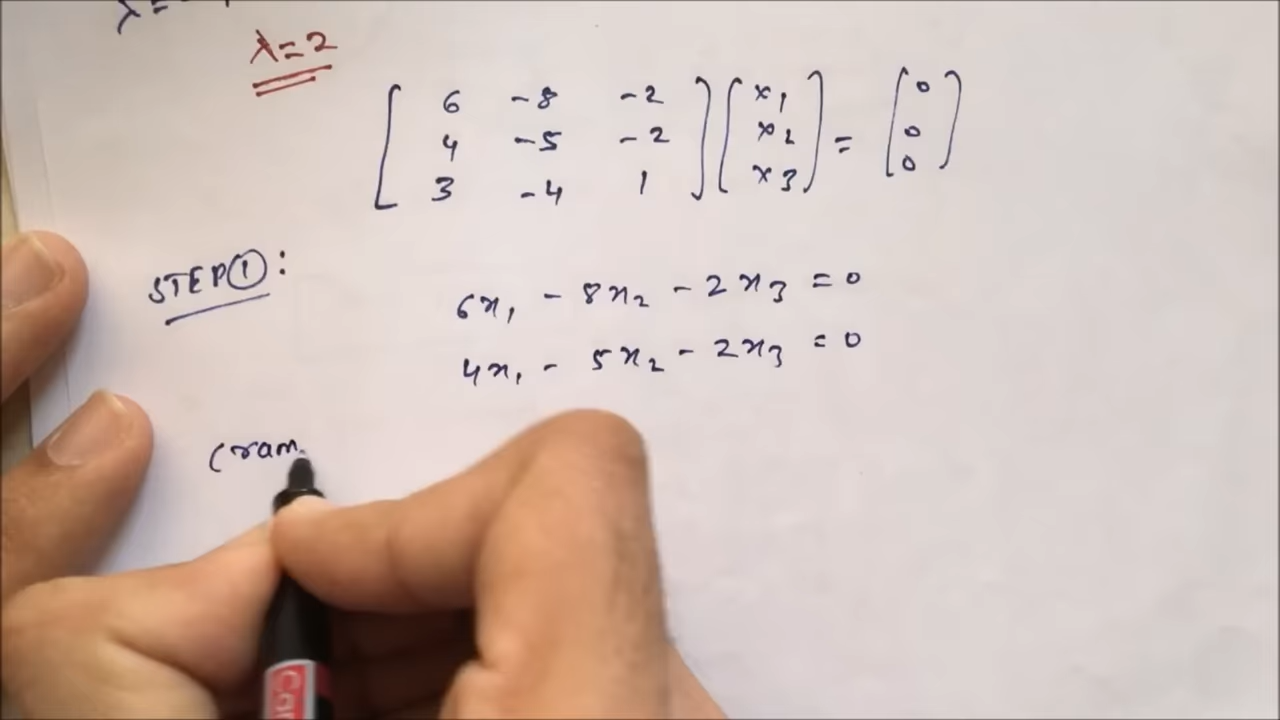 λ=2
[ 6 -8 -2 ] [ x1 ] = [ 0 ]
[ 4 -5 -2 ] [ x2 ] = [ 0 ]
[ 3 -4 1 ] [ x3 ] = [ 0 ]
STEP①:
6x₁ - 8x₂ - 2x₃ = 0
4x₁ - 5x₂ - 2x₃ = 0
Cram